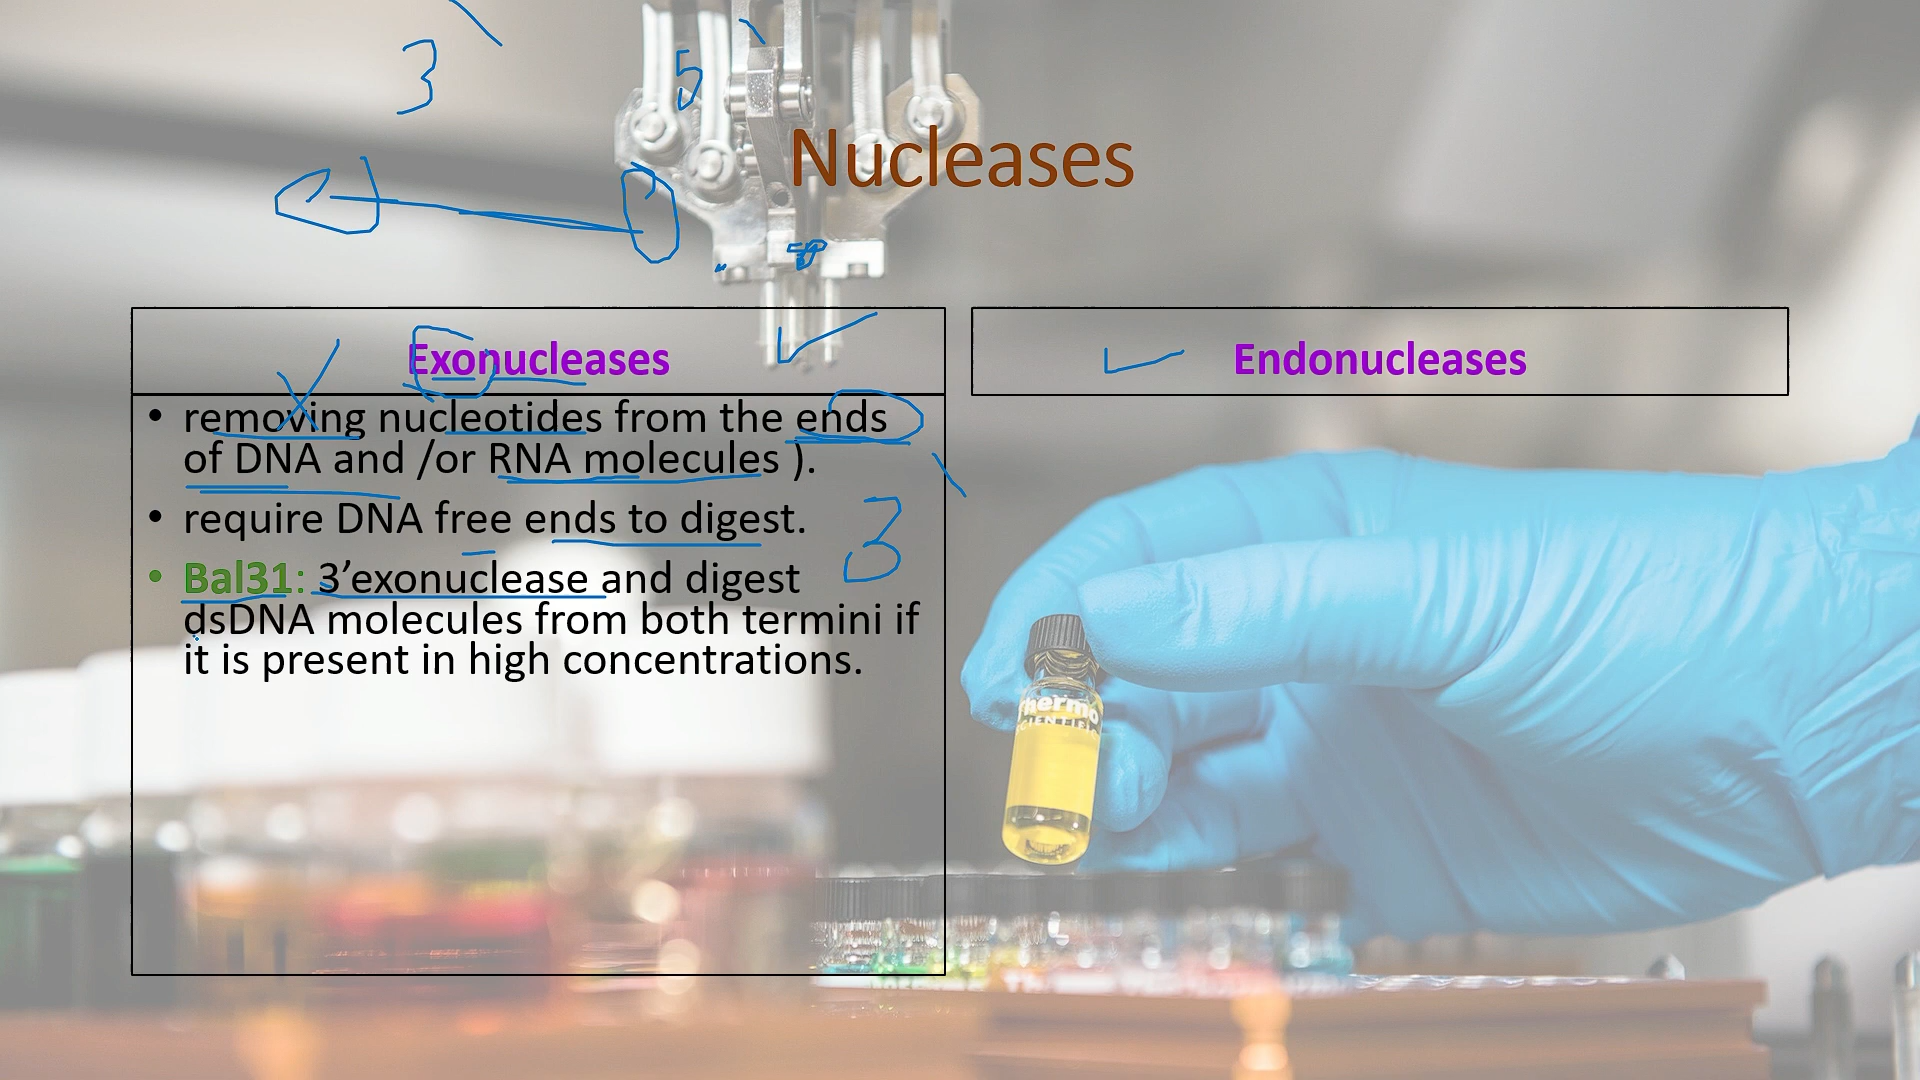 3
5
Nucleases
Exonucleases
Endonucleases
• removing nucleotides from the ends
of DNA and /or RNA molecules ).
• require DNA free ends to digest.
3
• Bal31: 3’exonuclease and digest
dsDNA molecules from both termini if
it is present in high concentrations.
Thermo
SCIENTIFIC